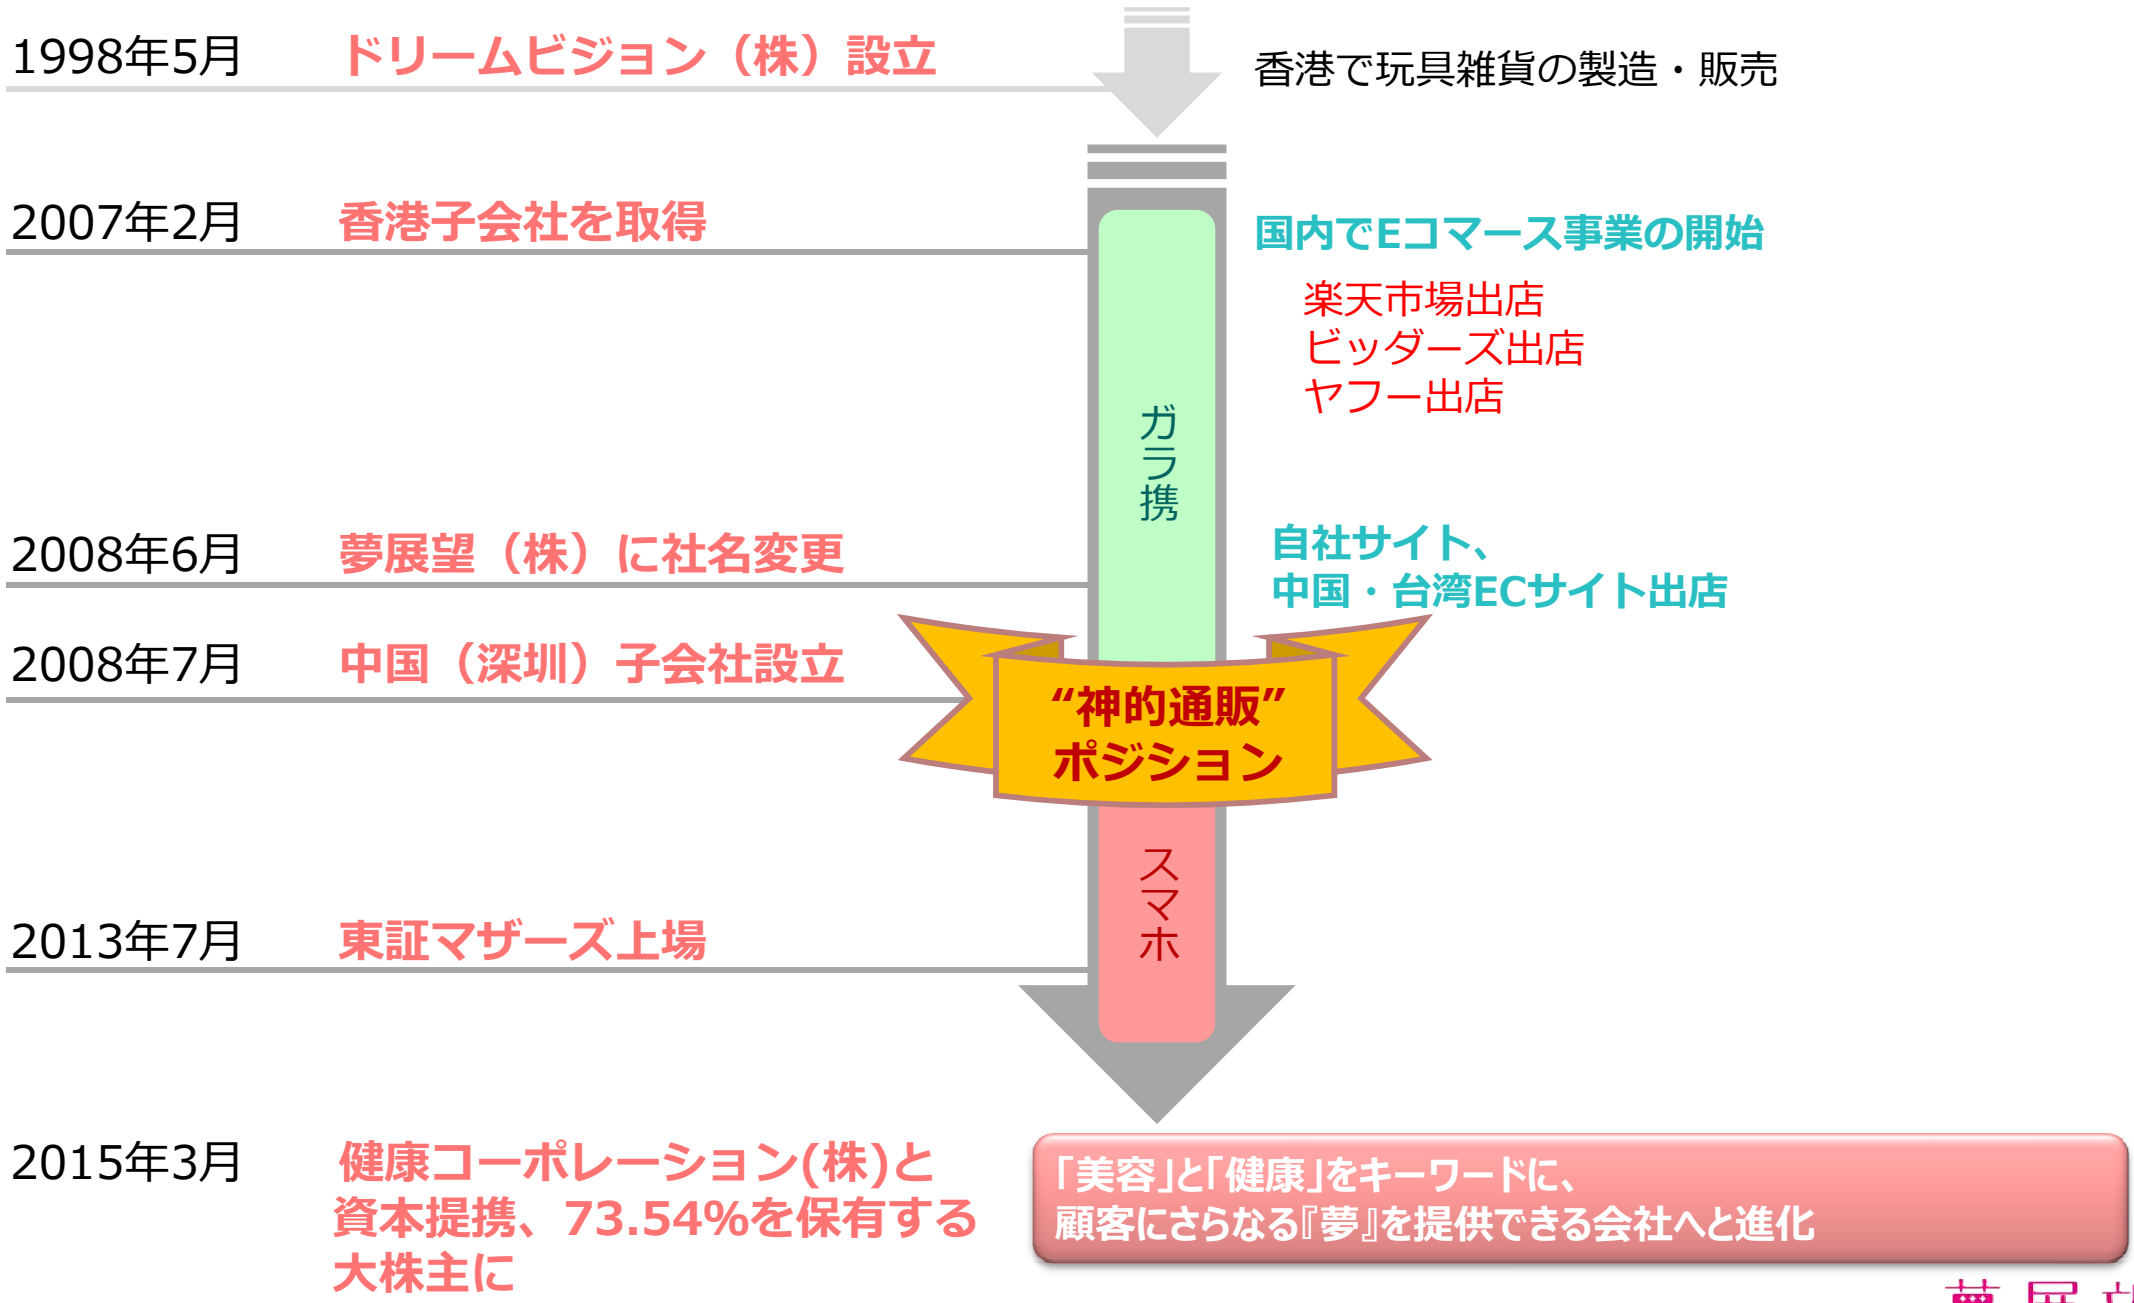 1998年5月 ドリームビジョン（株）設立
香港で玩具雑貨の製造・販売
2007年2月 香港子会社を取得
国内でEコマース事業の開始
楽天市場出店
ビッダーズ出店
ヤフー出店
ガラ携
2008年6月 夢展望（株）に社名変更
自社サイト、
中国・台湾ECサイト出店
2008年7月 中国（深圳）子会社設立
“神的通販”
ポジション
スマホ
2013年7月 東証マザーズ上場
2015年3月 健康コーポレーション(株)と
資本提携、73.54%を保有する
大株主に
「美容」と「健康」をキーワードに、
顧客にさらなる『夢』を提供できる会社へと進化